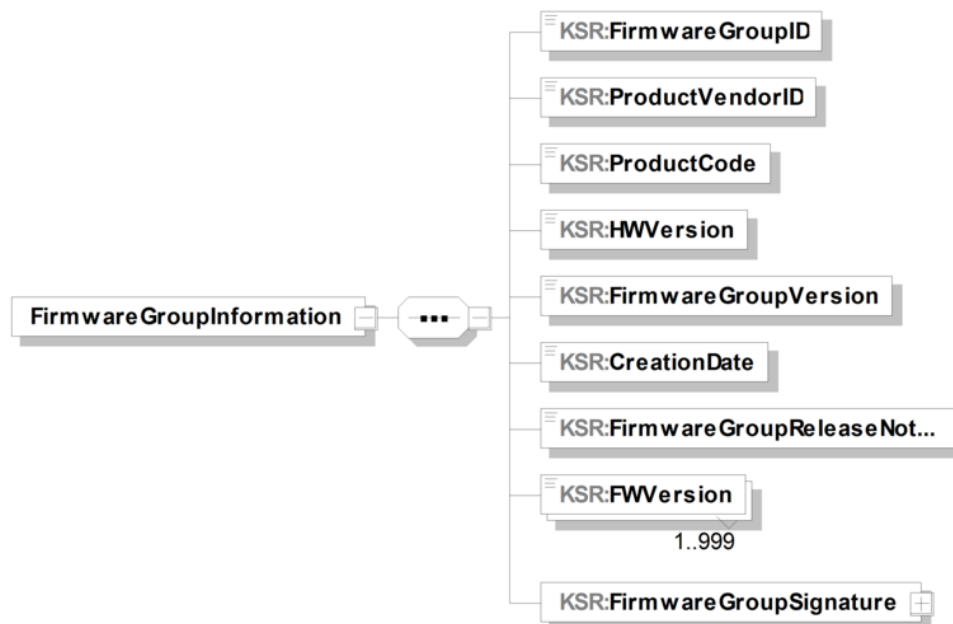 KSR:FirmwareGroupID
KSR:ProductVendorID
KSR:ProductCode
KSR:HWVersion
FirmwareGroupInformation
KSR:FirmwareGroupVersion
KSR:CreationDate
KSR:FirmwareGroupReleaseNot...
KSR:FWVersion
1..999
KSR:FirmwareGroupSignature